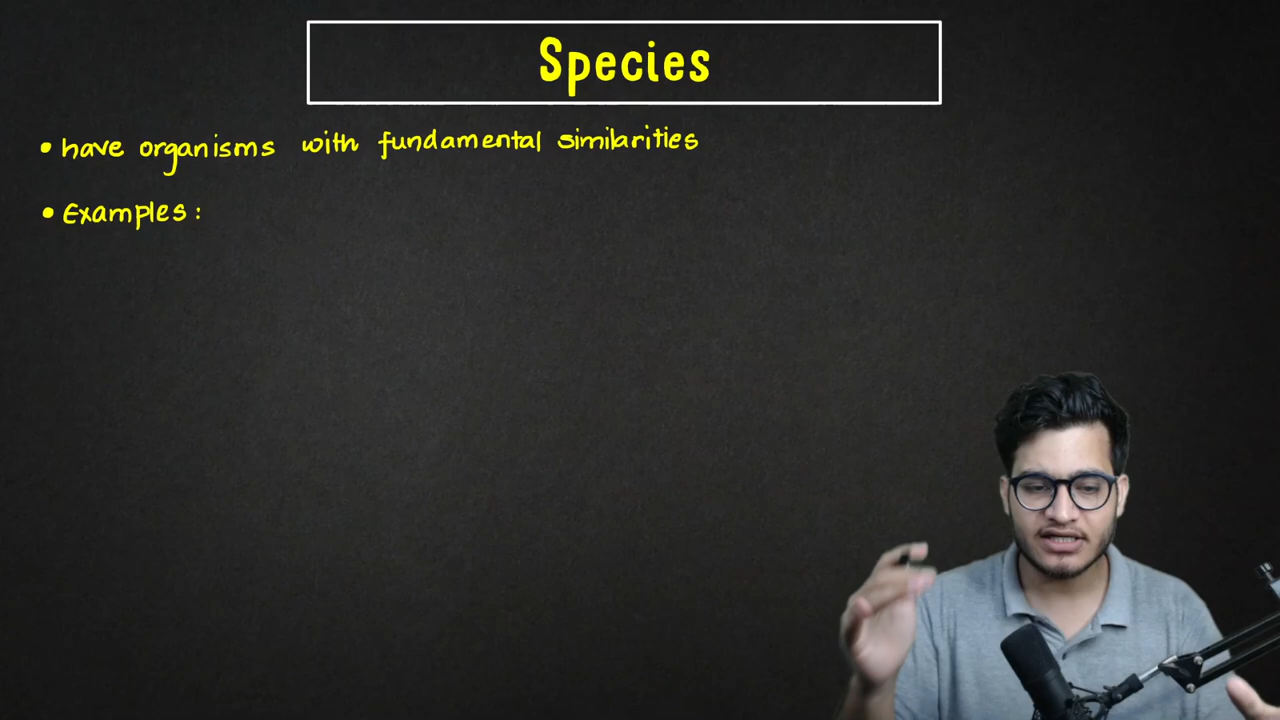 Species
• have organisms with fundamental similarities
• Examples: